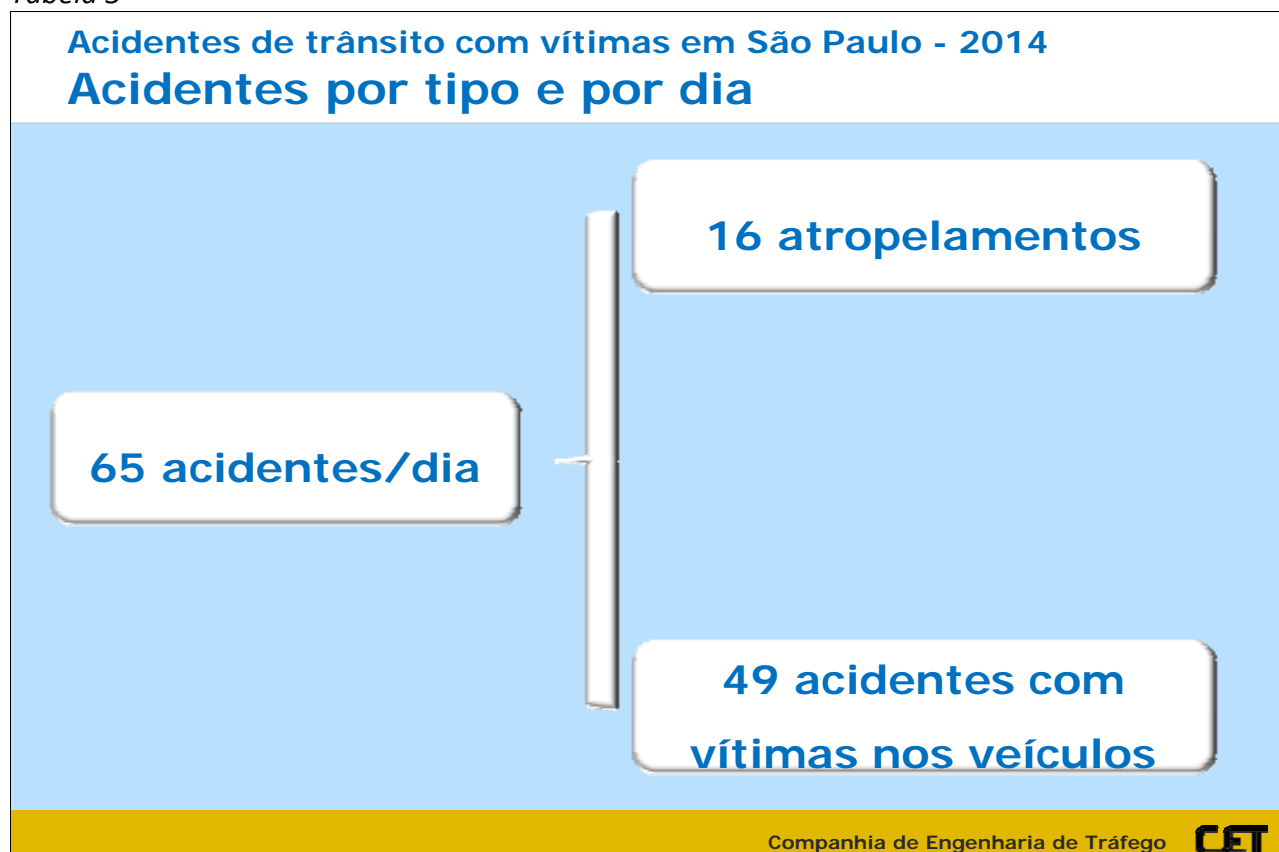 Acidentes de trânsito com vítimas em São Paulo - 2014
Acidentes por tipo e por dia
16 atropelamentos
65 acidentes/dia
49 acidentes com
vítimas nos veículos
Companhia de Engenharia de Tráfego CET